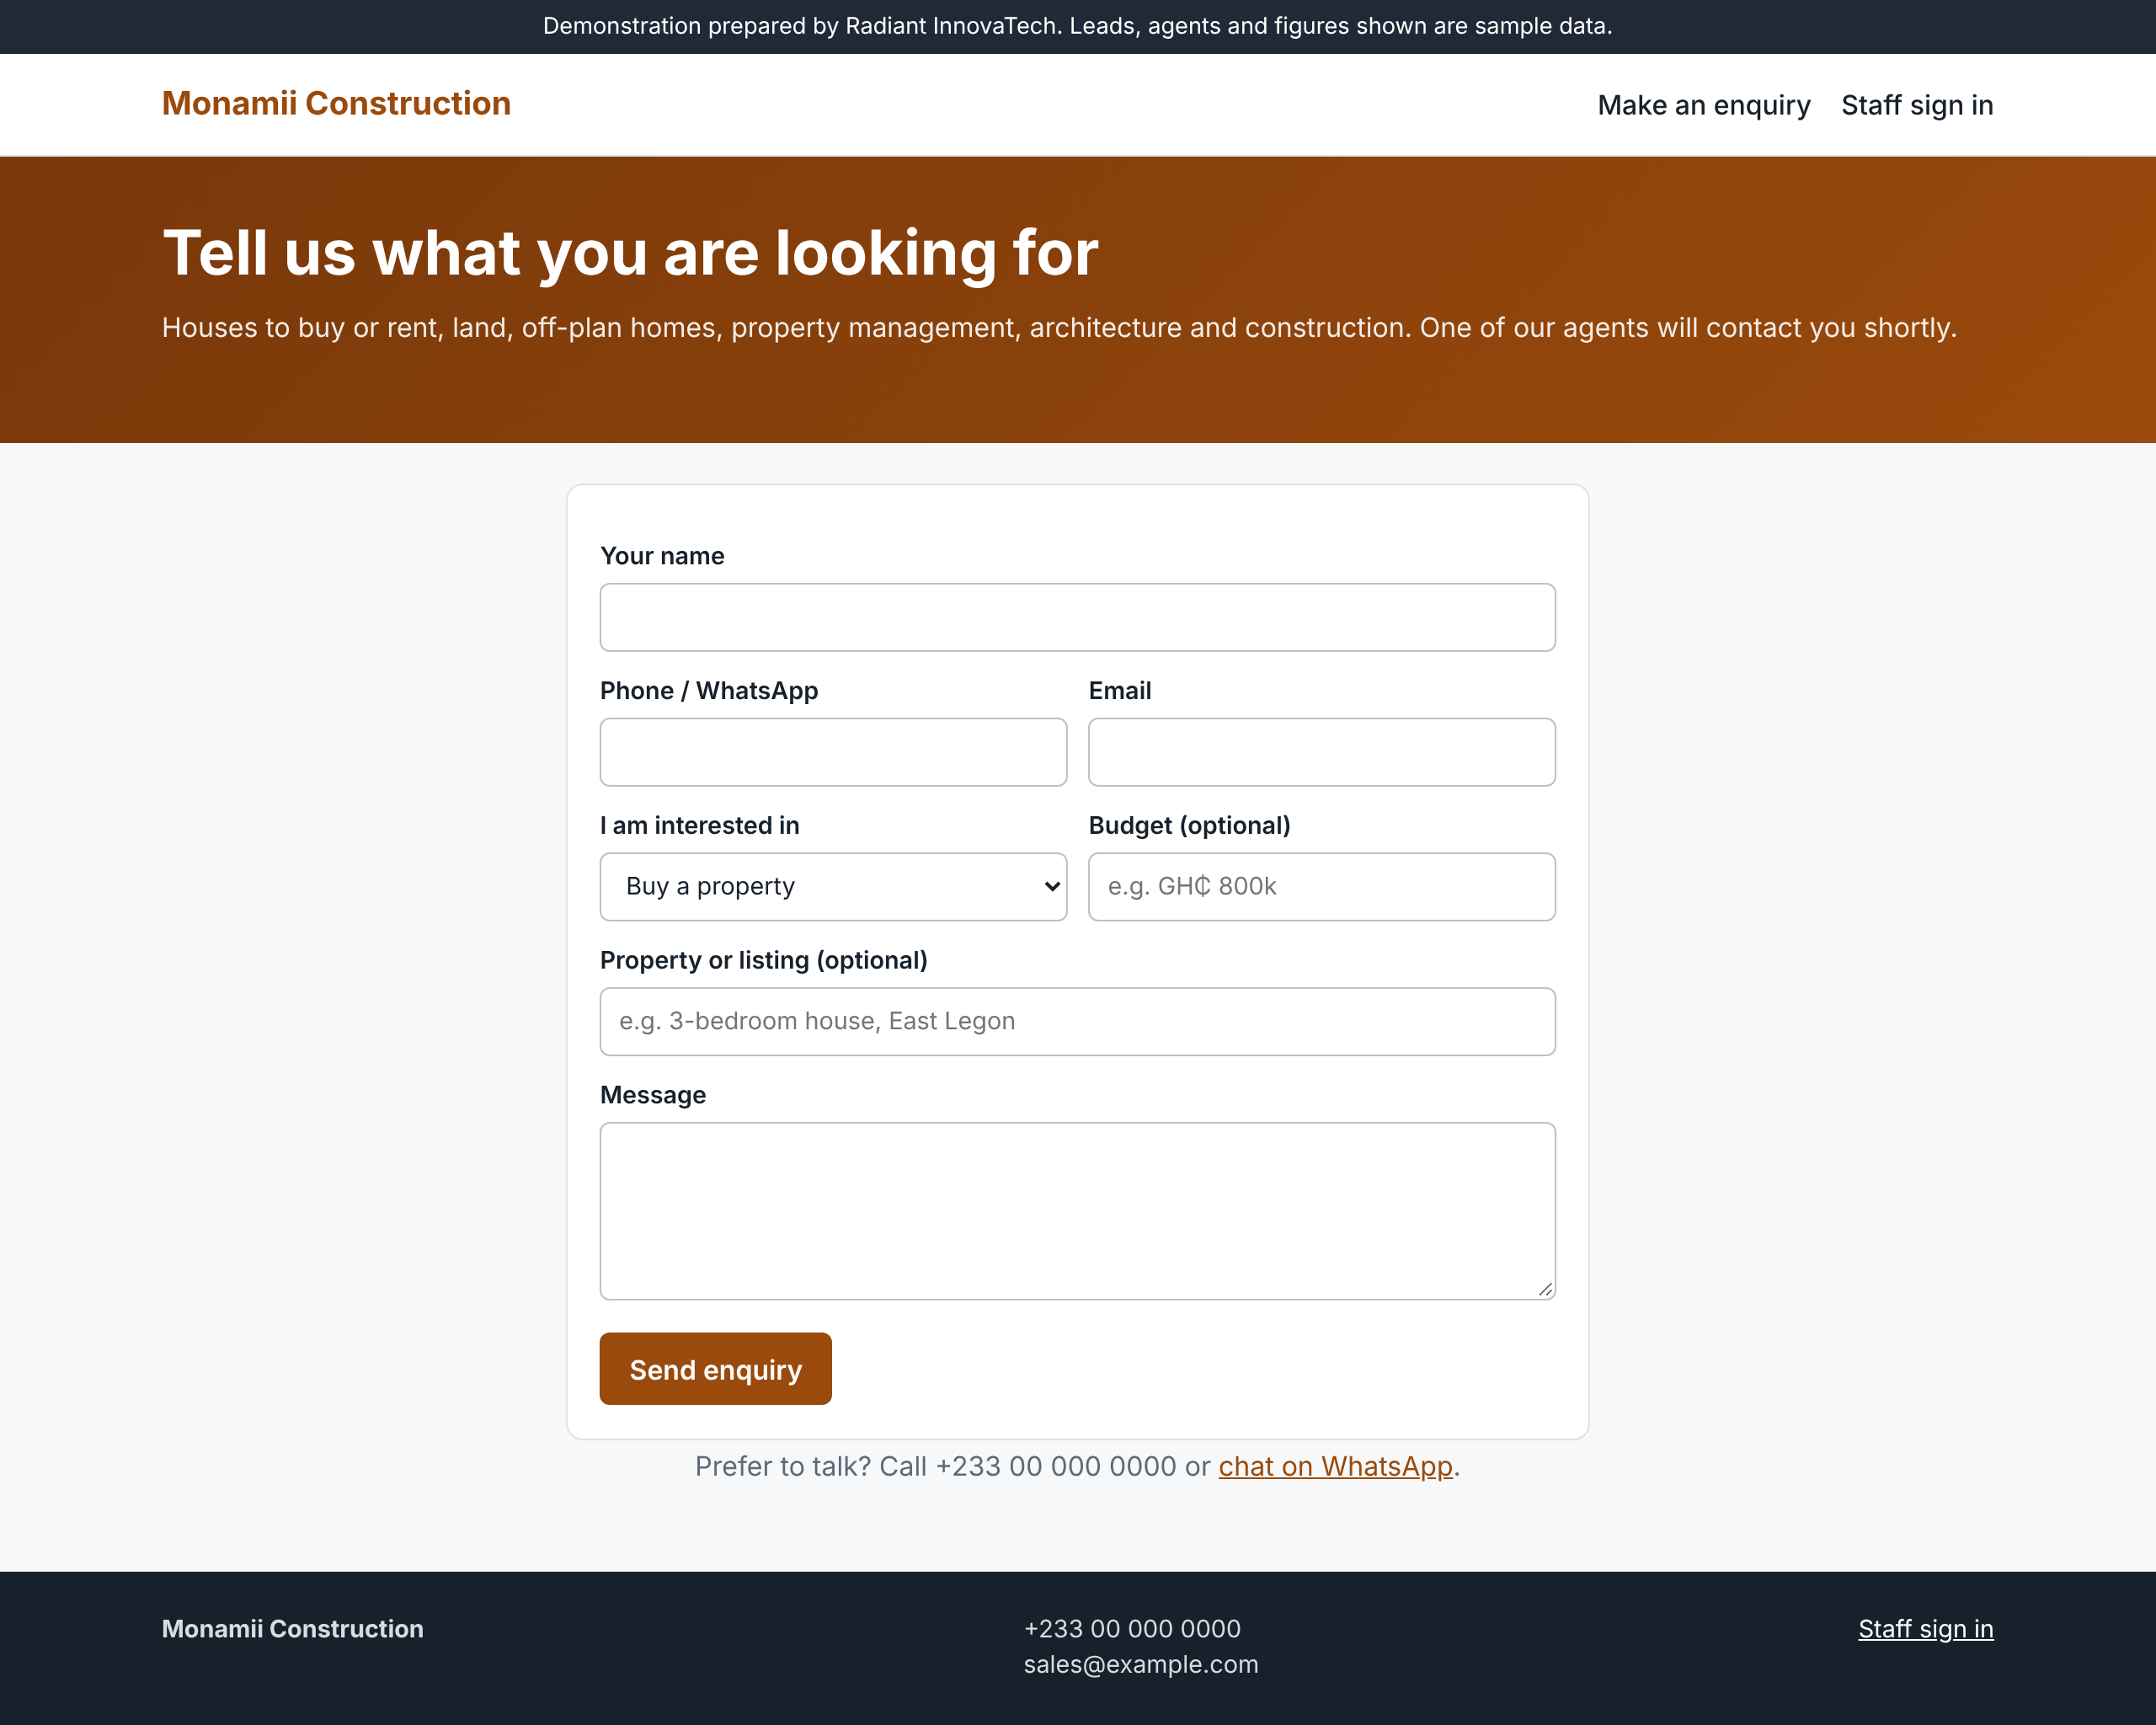 Demonstration prepared by Radiant InnovaTech. Leads, agents and figures shown are sample data.
Monamii Construction
Make an enquiry
Staff sign in
Tell us what you are looking for
Houses to buy or rent, land, off-plan homes, property management, architecture and construction. One of our agents will contact you shortly.
Your name
Phone / WhatsApp
Email
I am interested in
Budget (optional)
Buy a property
e.g. GH₵ 800k
Property or listing (optional)
e.g. 3-bedroom house, East Legon
Message
Send enquiry
Prefer to talk? Call +233 00 000 0000 or chat on WhatsApp.
Monamii Construction
+233 00 000 0000
sales@example.com
Staff sign in